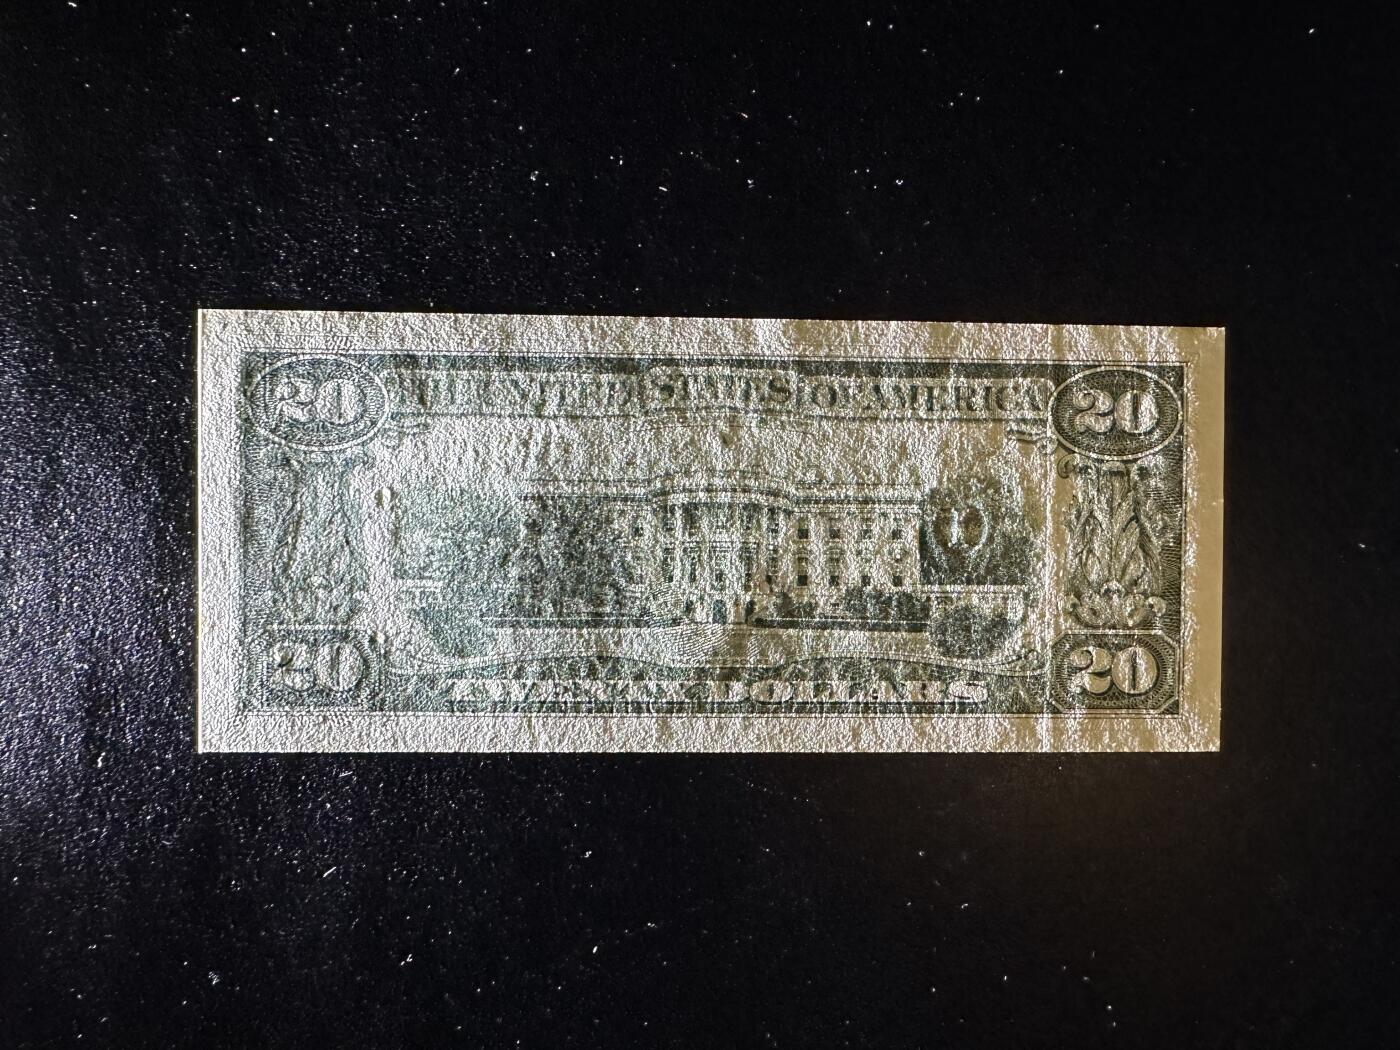 20 THE UNITED STATES OF AMERICA 20
20 TWENTY DOLLARS 20